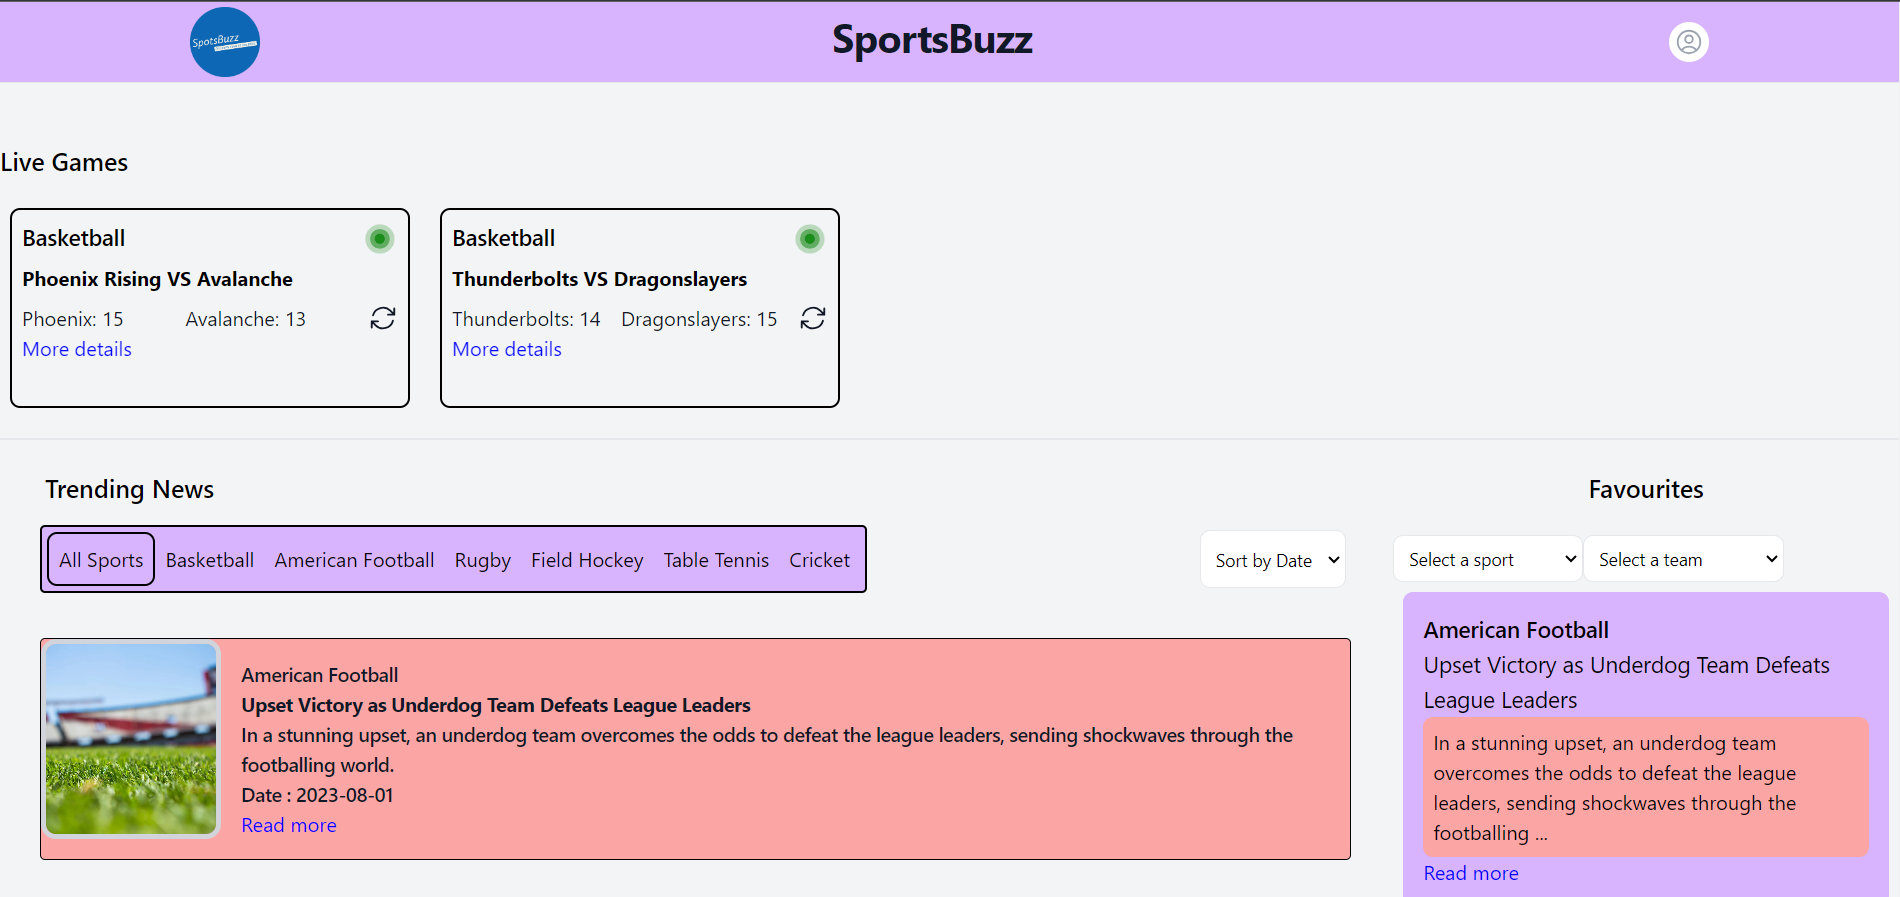 SpotsBuzz
SportsBuzz
Live Games
Basketball
Phoenix Rising VS Avalanche
Phoenix: 15 Avalanche: 13
More details
Basketball
Thunderbolts VS Dragonslayers
Thunderbolts: 14 Dragonslayers: 15
More details
Trending News
All Sports Basketball American Football Rugby Field Hockey Table Tennis Cricket
Sort by Date
American Football
Upset Victory as Underdog Team Defeats League Leaders
In a stunning upset, an underdog team overcomes the odds to defeat the league leaders, sending shockwaves through the
footballing world.
Date : 2023-08-01
Read more
Favourites
Select a sport Select a team
American Football
Upset Victory as Underdog Team Defeats
League Leaders
In a stunning upset, an underdog team
overcomes the odds to defeat the league
leaders, sending shockwaves through the
footballing ...
Read more